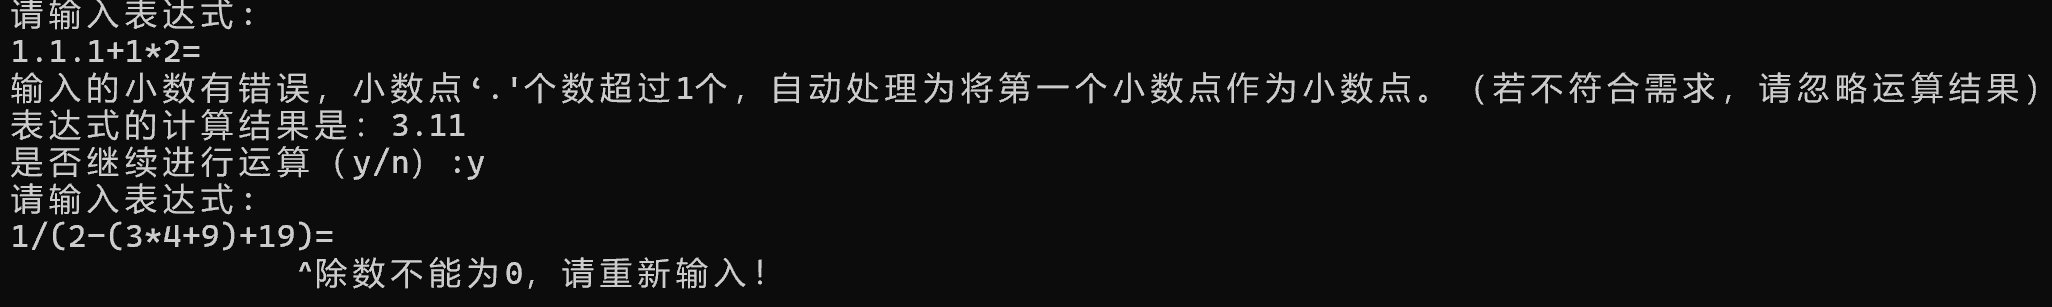 请输入表达式：
1.1.1+1*2=
输入的小数有错误，小数点‘.'个数超过1个，自动处理为将第一个小数点作为小数点。（若不符合需求，请忽略运算结果）
表达式的计算结果是：3.11
是否继续进行运算（y/n）:y
请输入表达式：
1/(2-(3*4+9)+19)=
^除数不能为0，请重新输入！